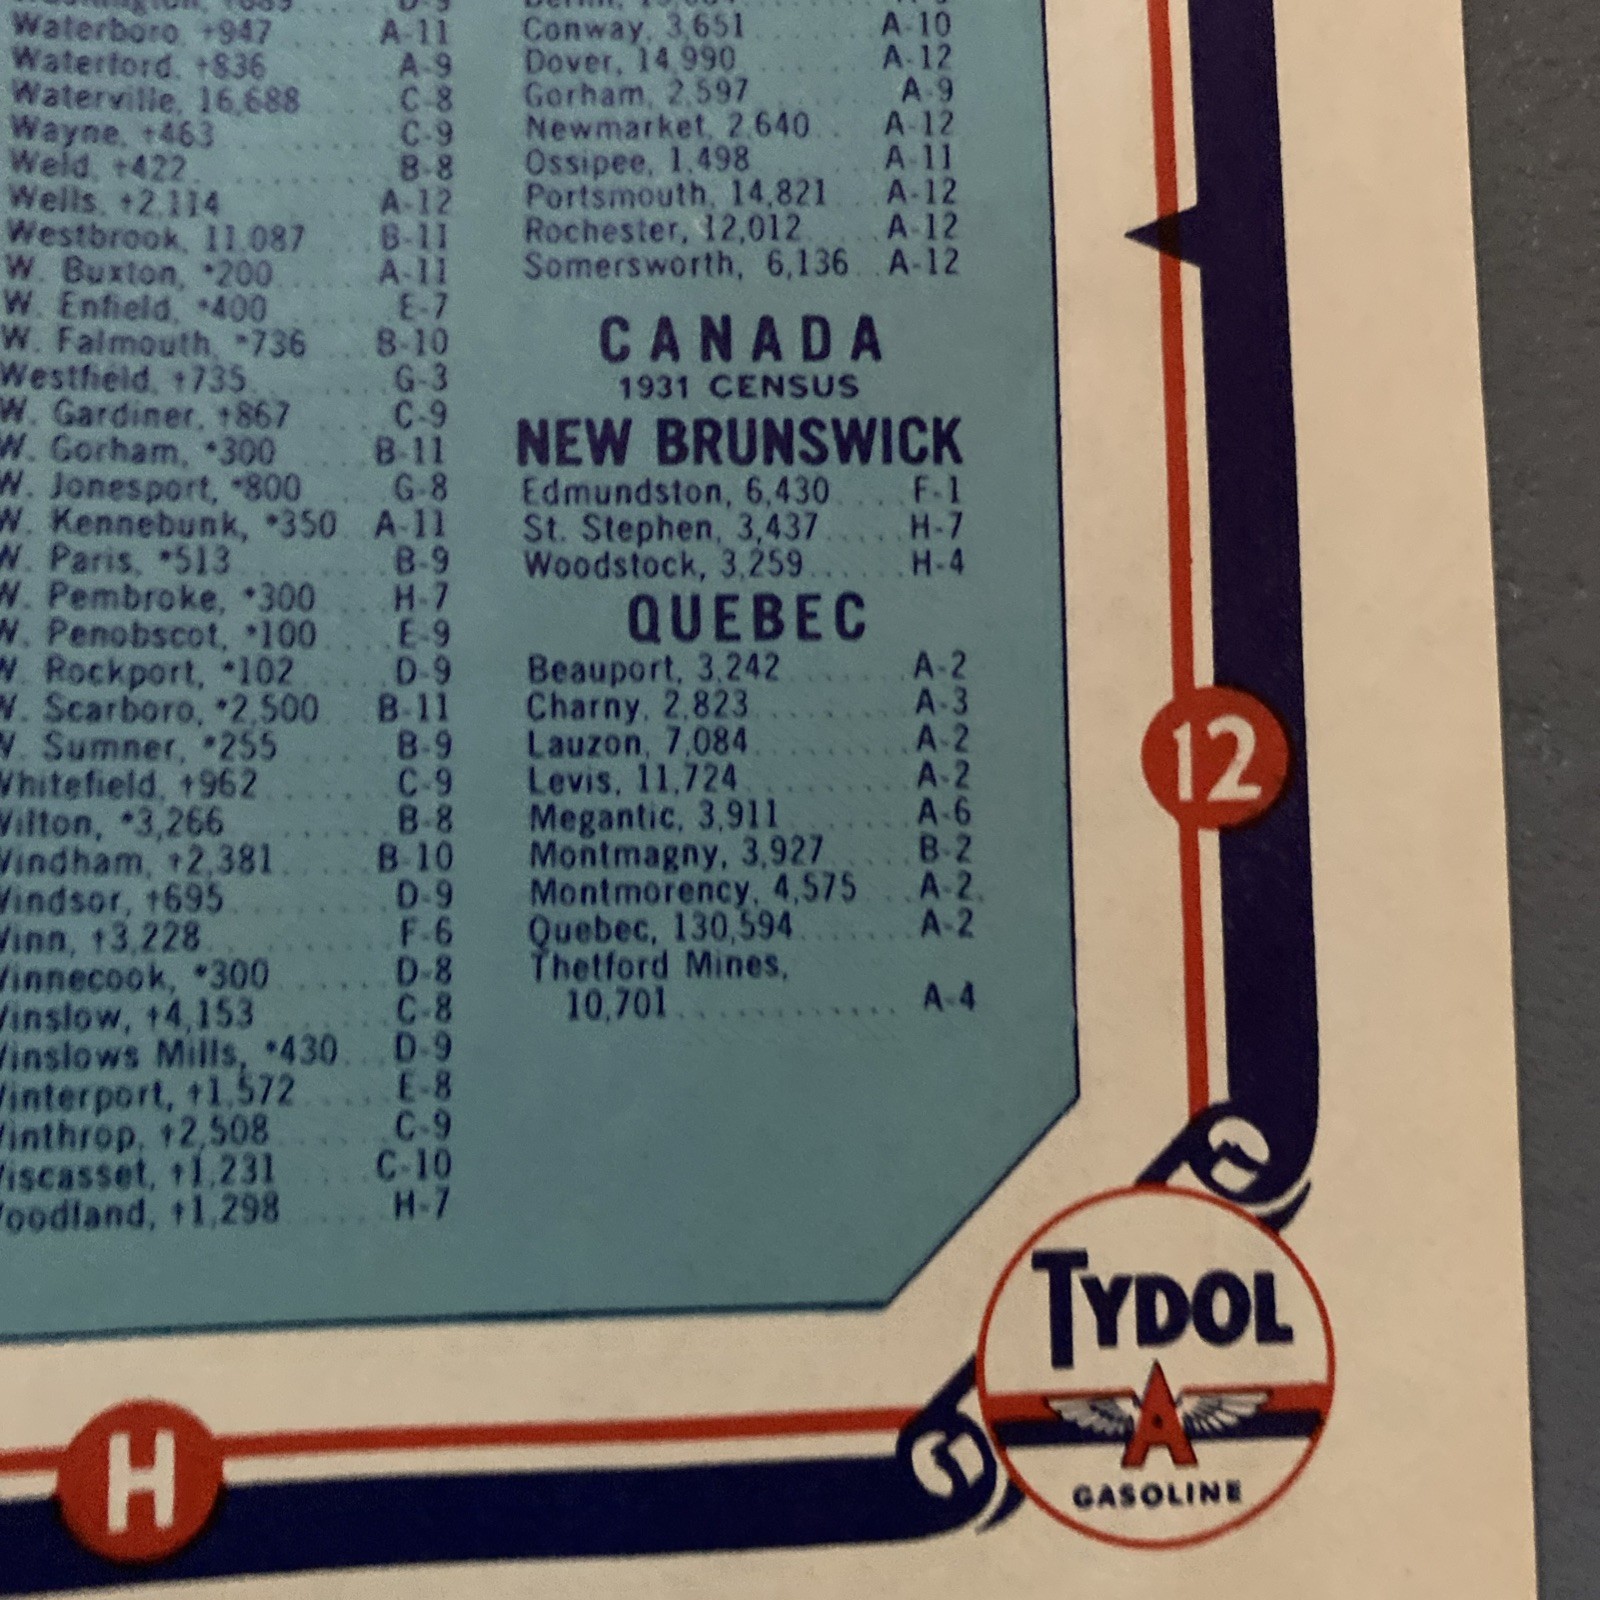 Waterboro, †947 A-11
Waterford, †836 A-9
Waterville, 16,688 C-8
Wayne, †463 C-9
Weld, †422 B-8
Wells, †2,114 A-12
Westbrook, 11,087 B-11
W. Buxton, *200 A-11
W. Enfield, *400 E-7
W. Falmouth, *736 B-10
Westfield, †735 G-3
W. Gardiner, †867 C-9
W. Gorham, *300 B-11
W. Jonesport, *800 G-8
W. Kennebunk, *350 A-11
W. Paris, *513 B-9
W. Pembroke, *300 H-7
W. Penobscot, *100 E-9
W. Rockport, *102 D-9
W. Scarboro, *2,500 B-11
W. Sumner, *255 B-9
Whitefield, †962 C-9
Wilton, *3,266 B-8
Windham, †2,381 B-10
Windsor, †695 D-9
Winn, †3,228 F-6
Winnecook, *300 D-8
Winslow, †4,153 C-8
Winslows Mills, *430 D-9
Winterport, †1,572 E-8
Winthrop, †2,508 C-9
Wiscasset, †1,231 C-10
Woodland, †1,298 H-7
Conway, 3,651 A-10
Dover, 14,990 A-12
Gorham, 2,597 A-9
Newmarket, 2,640 A-12
Ossipee, 1,498 A-11
Portsmouth, 14,821 A-12
Rochester, 12,012 A-12
Somersworth, 6,136 A-12
CANADA
1931 CENSUS
NEW BRUNSWICK
Edmundston, 6,430 F-1
St. Stephen, 3,437 H-7
Woodstock, 3,259 H-4
QUEBEC
Beauport, 3,242 A-2
Charny, 2,823 A-3
Lauzon, 7,084 A-2
Levis, 11,724 A-2
Megantic, 3,911 A-6
Montmagny, 3,927 B-2
Montmorency, 4,575 A-2
Quebec, 130,594 A-2
Thetford Mines,
10,701 A-4
12
H
TYDOL
A
GASOLINE